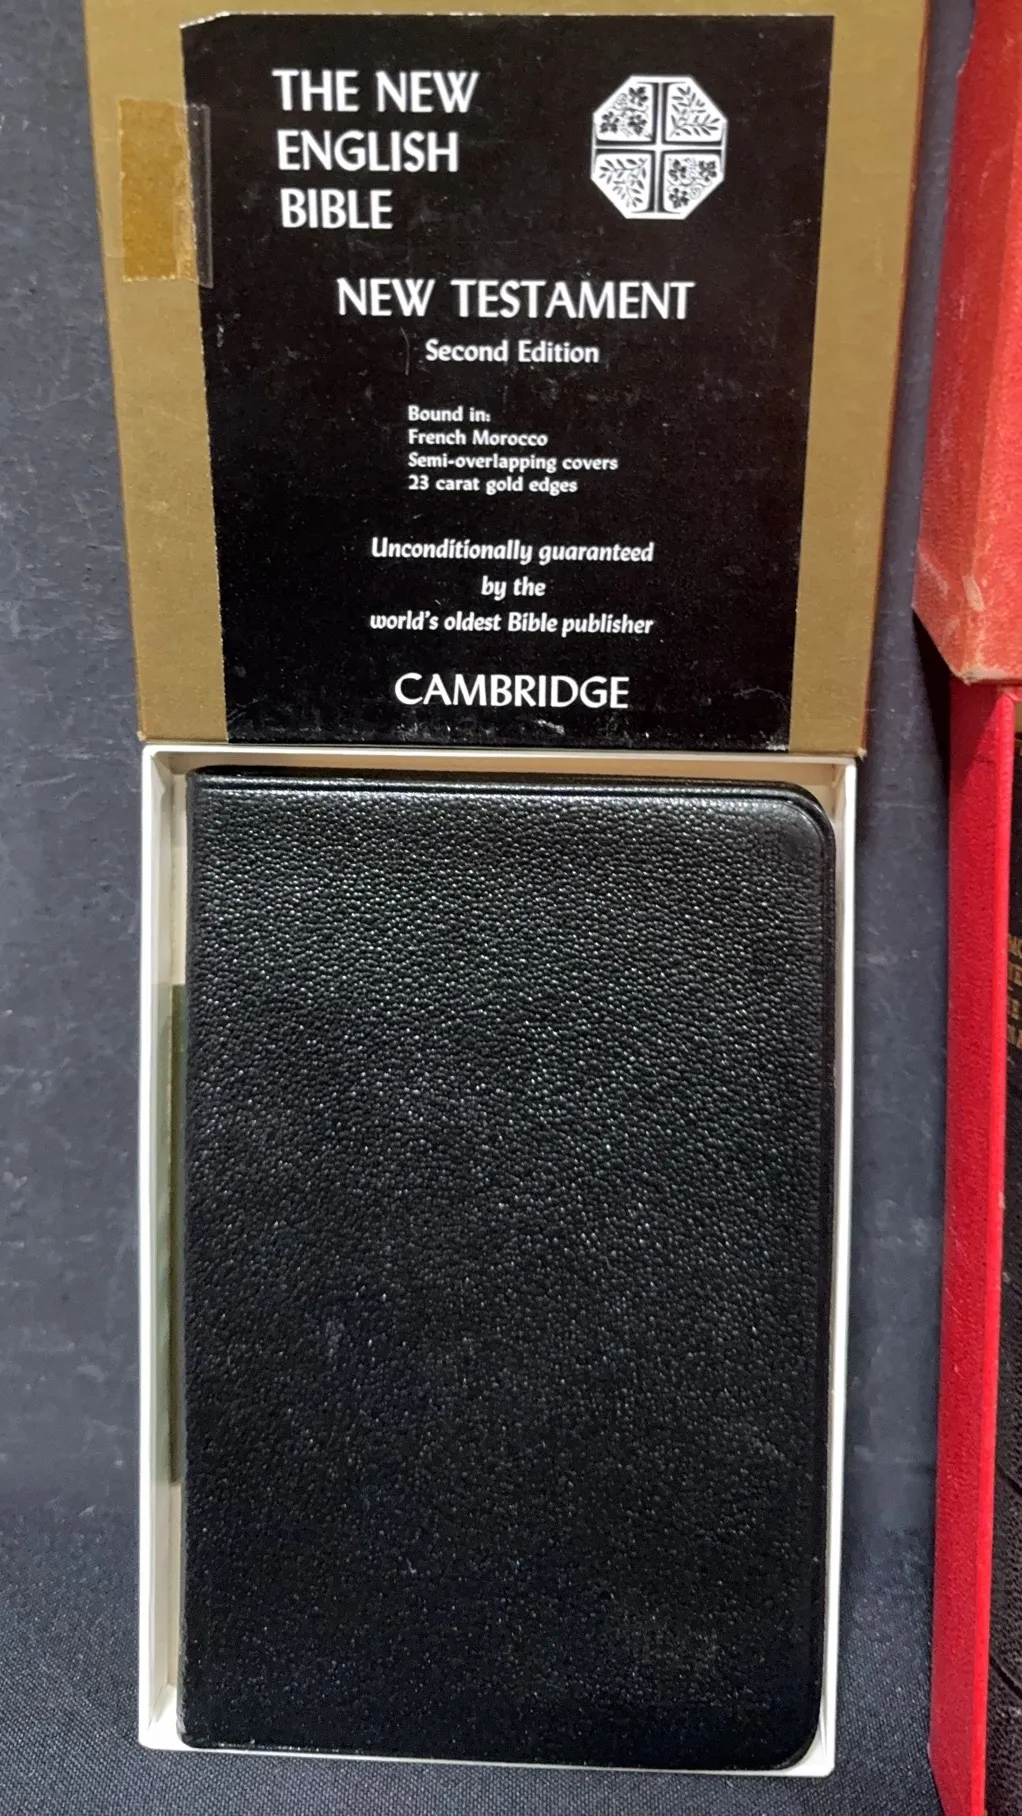 THE NEW
ENGLISH
BIBLE
NEW TESTAMENT
Second Edition
Bound in:
French Morocco
Semi-overlapping covers
23 carat gold edges
Unconditionally guaranteed
by the
world's oldest Bible publisher
CAMBRIDGE